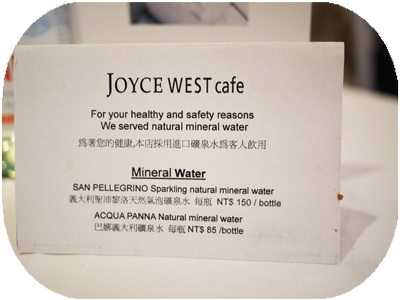 JOYCE WEST cafe
For your healthy and safety reasons
We served natural mineral water
為著您的健康,本店採用進口礦泉水為客人飲用
Mineral Water
SAN PELLEGRINO Sparkling natural mineral water
義大利聖沛黎洛天然氣泡礦泉水 每瓶 NT$ 150 / bottle
ACQUA PANNA Natural mineral water
巴娜義大利礦泉水 每瓶 NT$ 85 /bottle